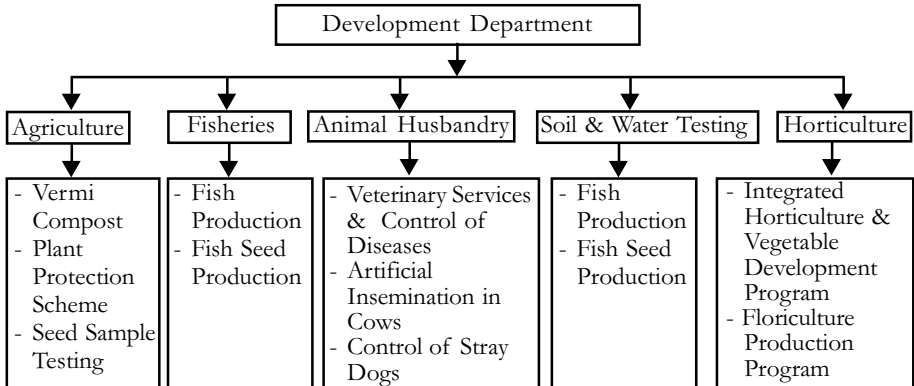 Development Department
Agriculture
Fisheries
Animal Husbandry
Soil & Water Testing
Horticulture
- Vermi
Compost
- Plant
Protection
Scheme
- Seed Sample
Testing
- Fish
Production
- Fish Seed
Production
- Veterinary Services
& Control of
Diseases
- Artificial
Insemination in
Cows
- Control of Stray
Dogs
- Fish
Production
- Fish Seed
Production
- Integrated
Horticulture &
Vegetable
Development
Program
- Floriculture
Production
Program